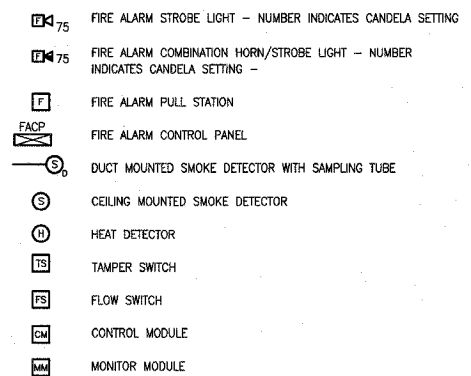 F 75 FIRE ALARM STROBE LIGHT – NUMBER INDICATES CANDELA SETTING
F 75 FIRE ALARM COMBINATION HORN/STROBE LIGHT – NUMBER
INDICATES CANDELA SETTING –
F FIRE ALARM PULL STATION
FACP
FIRE ALARM CONTROL PANEL
S D DUCT MOUNTED SMOKE DETECTOR WITH SAMPLING TUBE
S CEILING MOUNTED SMOKE DETECTOR
H HEAT DETECTOR
TS TAMPER SWITCH
FS FLOW SWITCH
CM CONTROL MODULE
MM MONITOR MODULE